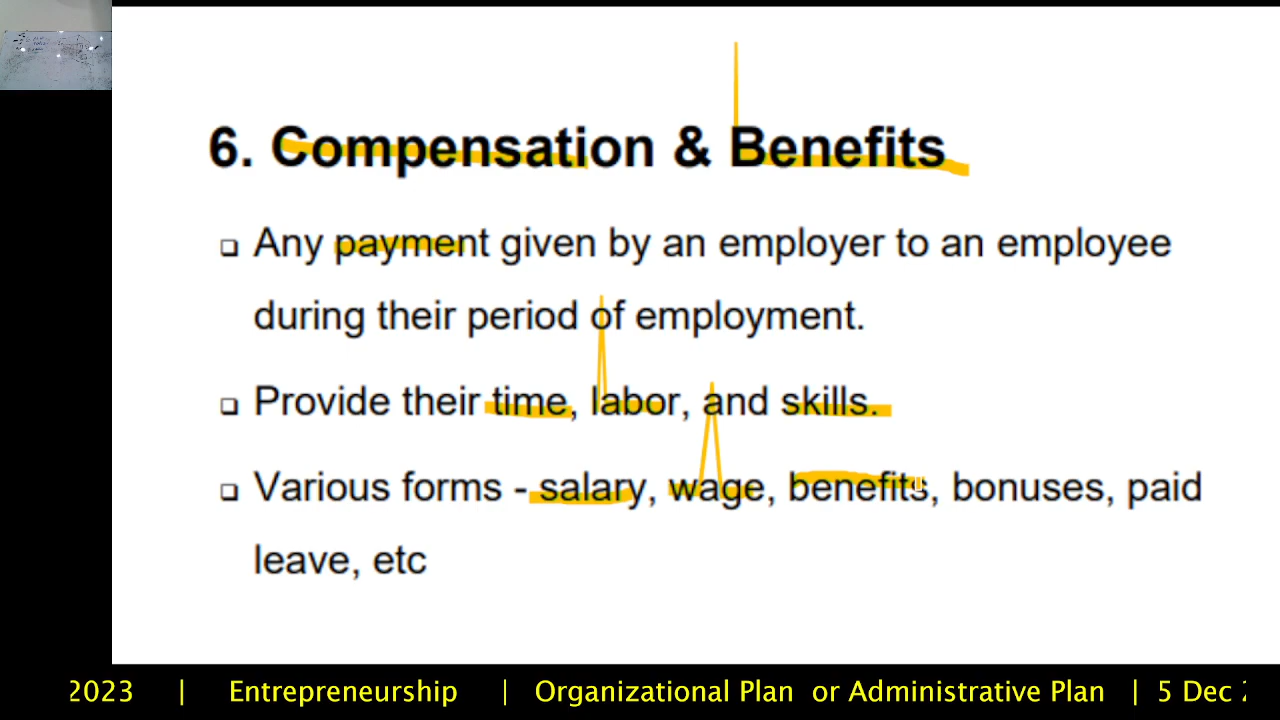 6. Compensation & Benefits
❑ Any payment given by an employer to an employee
during their period of employment.
❑ Provide their time, labor, and skills.
❑ Various forms - salary, wage, benefits, bonuses, paid
leave, etc
2023 | Entrepreneurship | Organizational Plan or Administrative Plan | 5 Dec